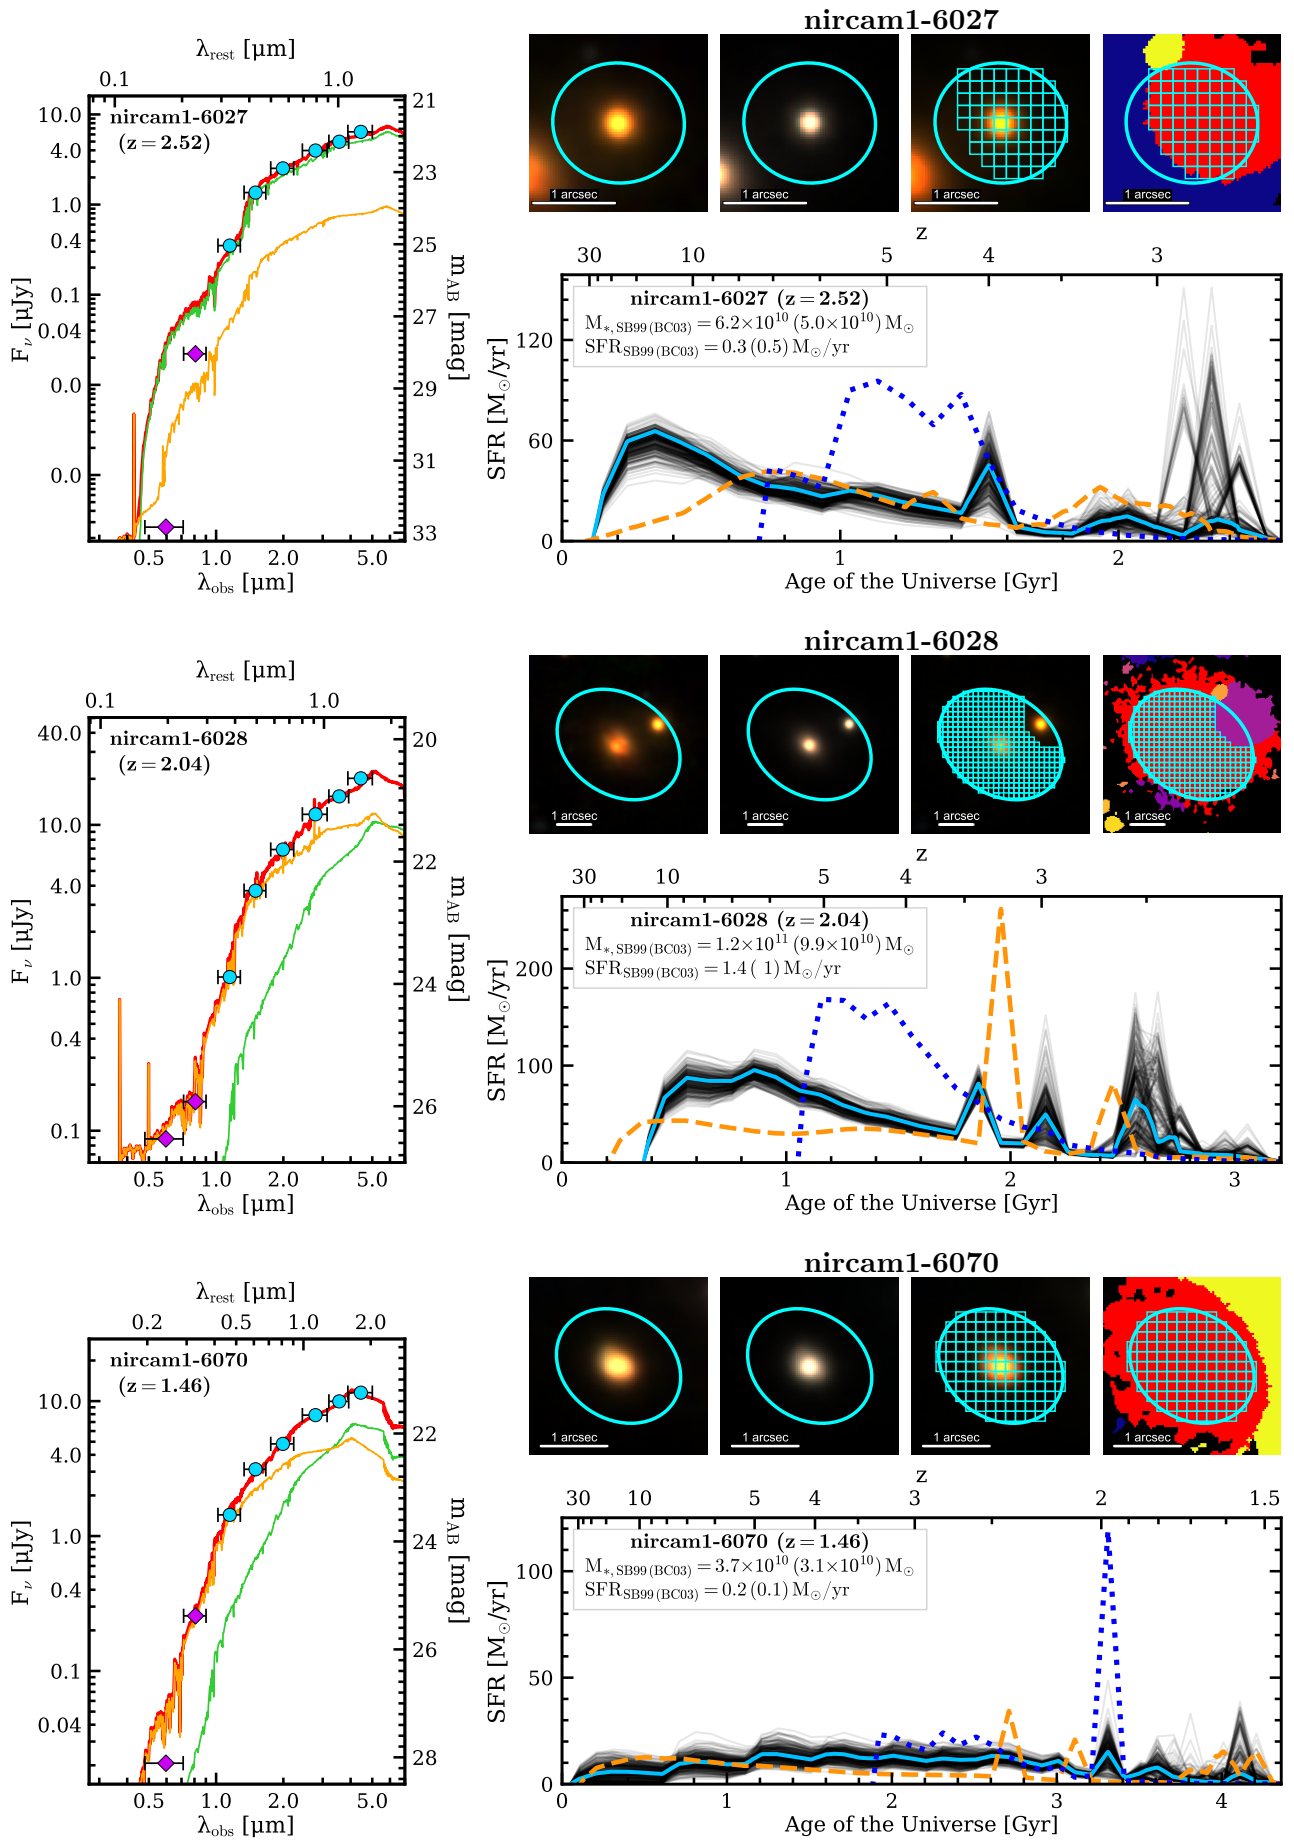 nircam1-6027
λrest [μm]
0.1 1.0
nircam1-6027
(z = 2.52)
10.0
4.0
1.0
0.4
0.1
0.04
0.0
0.0
Fν [μJy]
21
22
23
25
27
28
29
31
33
mAB [mag]
0.5 1.0 2.0 5.0
λobs [μm]
1 arcsec
1 arcsec
1 arcsec
1 arcsec
z
30 10 5 4 3
nircam1-6027 (z = 2.52)
M*,SB99(BC03) = 6.2×10^10 (5.0×10^10) M⊙
SFRSB99(BC03) = 0.3 (0.5) M⊙/yr
SFR [M⊙/yr]
120
60
0
0 1 2
Age of the Universe [Gyr]
nircam1-6028
λrest [μm]
0.1 1.0
nircam1-6028
(z = 2.04)
40.0
10.0
4.0
1.0
0.4
0.1
Fν [μJy]
20
22
24
26
mAB [mag]
0.5 1.0 2.0 5.0
λobs [μm]
1 arcsec
1 arcsec
1 arcsec
1 arcsec
z
30 10 5 4 3
nircam1-6028 (z = 2.04)
M*,SB99(BC03) = 1.2×10^11 (9.9×10^10) M⊙
SFRSB99(BC03) = 1.4 ( 1) M⊙/yr
SFR [M⊙/yr]
200
100
0
0 1 2 3
Age of the Universe [Gyr]
nircam1-6070
λrest [μm]
0.2 0.5 1.0 2.0
nircam1-6070
(z = 1.46)
10.0
4.0
1.0
0.4
0.1
0.04
Fν [μJy]
22
24
26
28
mAB [mag]
0.5 1.0 2.0 5.0
λobs [μm]
1 arcsec
1 arcsec
1 arcsec
1 arcsec
z
30 10 5 4 3 2 1.5
nircam1-6070 (z = 1.46)
M*,SB99(BC03) = 3.7×10^10 (3.1×10^10) M⊙
SFRSB99(BC03) = 0.2 (0.1) M⊙/yr
SFR [M⊙/yr]
100
50
0
0 1 2 3 4
Age of the Universe [Gyr]